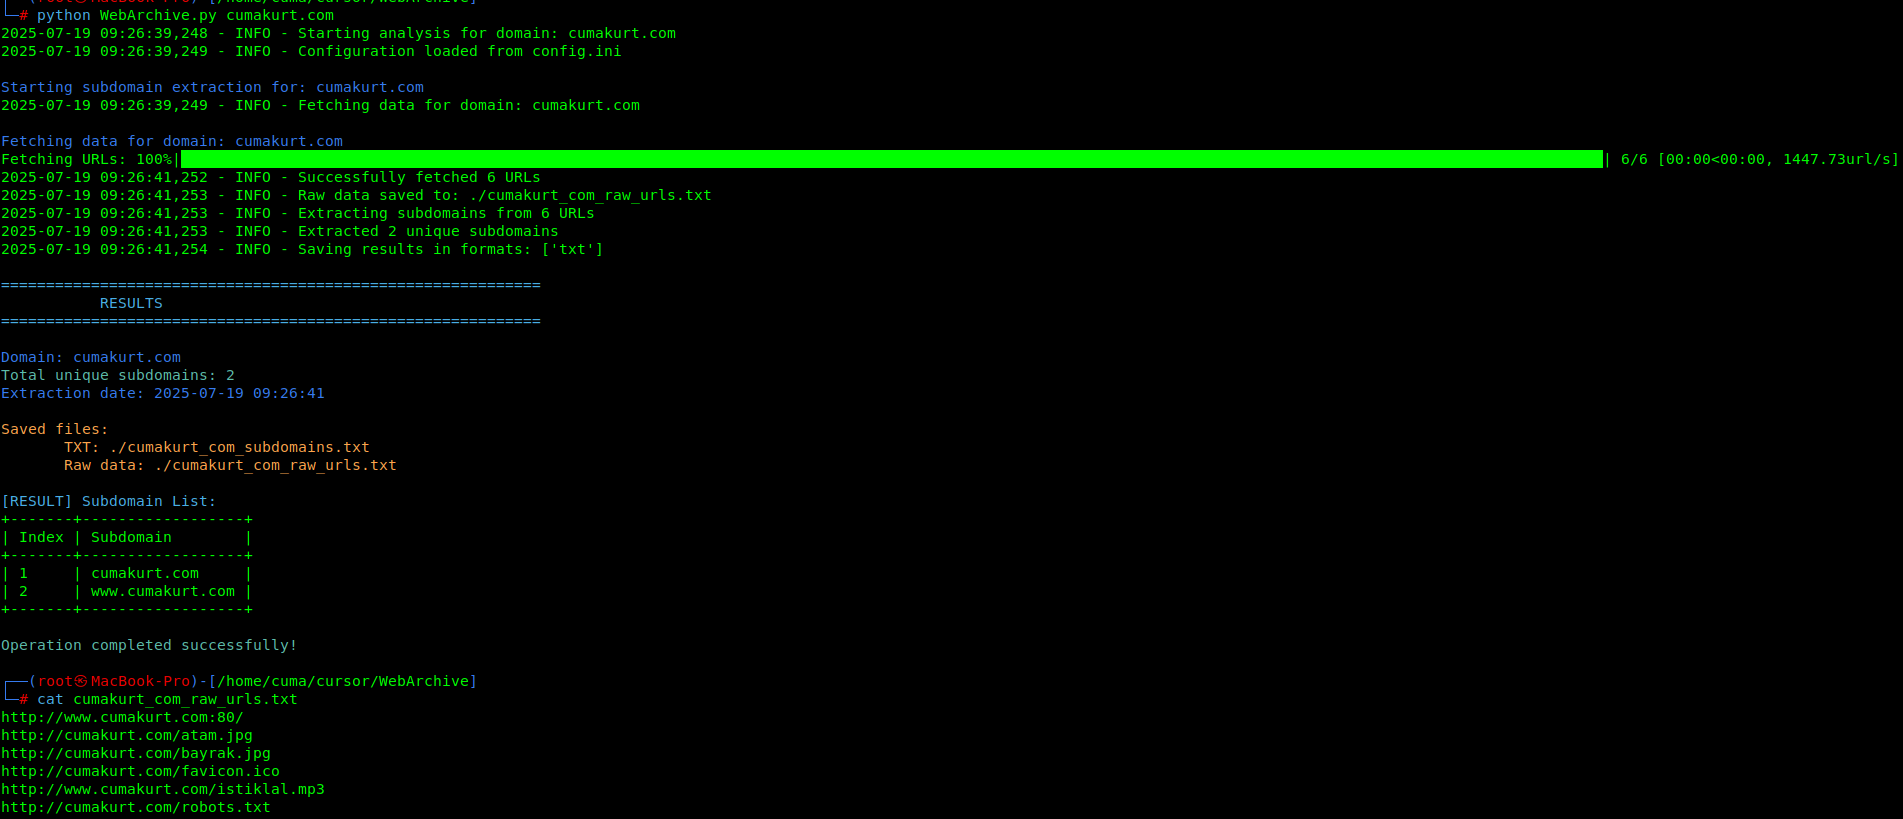 (root㉿MacBook-Pro)-[/home/cuma/cursor/WebArchive]
└─# python WebArchive.py cumakurt.com
2025-07-19 09:26:39,248 - INFO - Starting analysis for domain: cumakurt.com
2025-07-19 09:26:39,249 - INFO - Configuration loaded from config.ini
Starting subdomain extraction for: cumakurt.com
2025-07-19 09:26:39,249 - INFO - Fetching data for domain: cumakurt.com
Fetching data for domain: cumakurt.com
Fetching URLs: 100%|██████████| 6/6 [00:00<00:00, 1447.73url/s]
2025-07-19 09:26:41,252 - INFO - Successfully fetched 6 URLs
2025-07-19 09:26:41,253 - INFO - Raw data saved to: ./cumakurt_com_raw_urls.txt
2025-07-19 09:26:41,253 - INFO - Extracting subdomains from 6 URLs
2025-07-19 09:26:41,253 - INFO - Extracted 2 unique subdomains
2025-07-19 09:26:41,254 - INFO - Saving results in formats: ['txt']
============================================================
RESULTS
============================================================
Domain: cumakurt.com
Total unique subdomains: 2
Extraction date: 2025-07-19 09:26:41
Saved files:
TXT: ./cumakurt_com_subdomains.txt
Raw data: ./cumakurt_com_raw_urls.txt
[RESULT] Subdomain List:
+-------+------------------+
| Index | Subdomain        |
+-------+------------------+
| 1     | cumakurt.com     |
| 2     | www.cumakurt.com |
+-------+------------------+
Operation completed successfully!
┌──(root㉿MacBook-Pro)-[/home/cuma/cursor/WebArchive]
└─# cat cumakurt_com_raw_urls.txt
http://www.cumakurt.com:80/
http://cumakurt.com/atam.jpg
http://cumakurt.com/bayrak.jpg
http://cumakurt.com/favicon.ico
http://www.cumakurt.com/istiklal.mp3
http://cumakurt.com/robots.txt